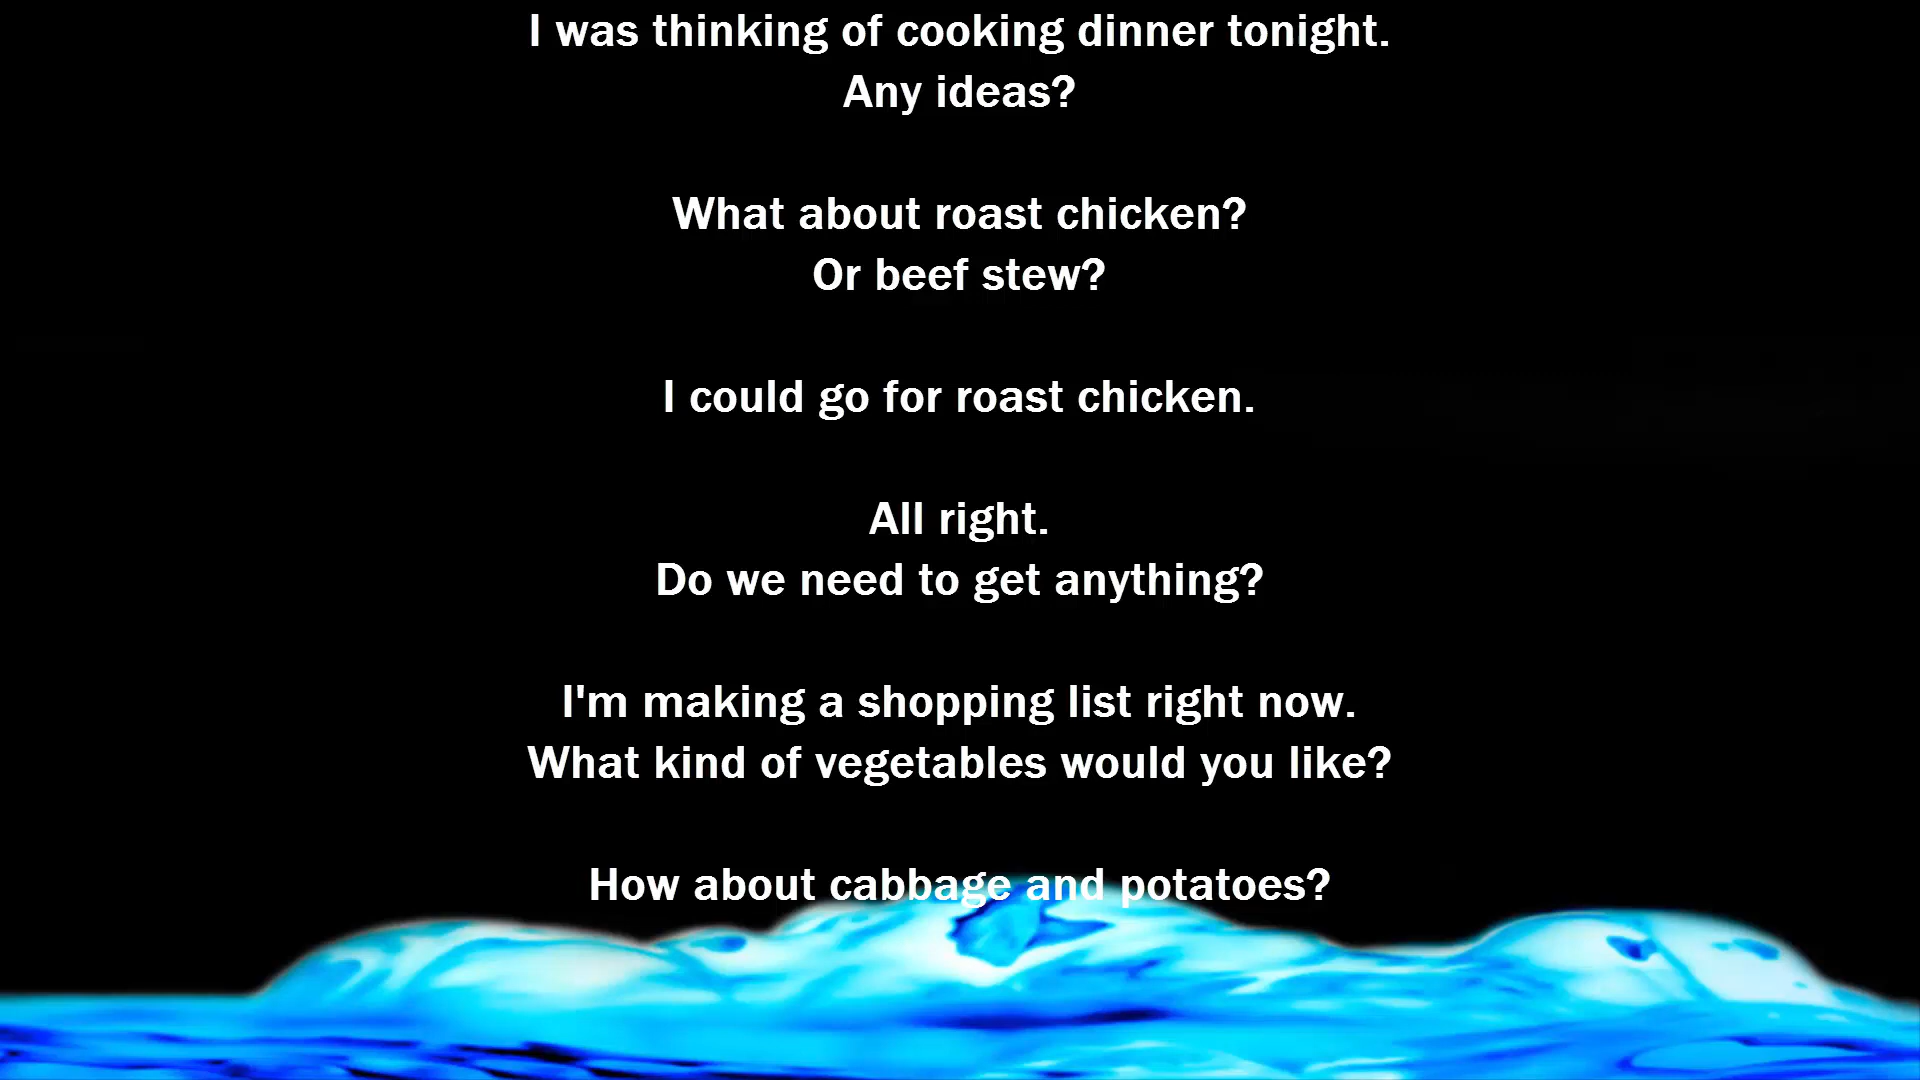 I was thinking of cooking dinner tonight.
Any ideas?
What about roast chicken?
Or beef stew?
I could go for roast chicken.
All right.
Do we need to get anything?
I'm making a shopping list right now.
What kind of vegetables would you like?
How about cabbage and potatoes?